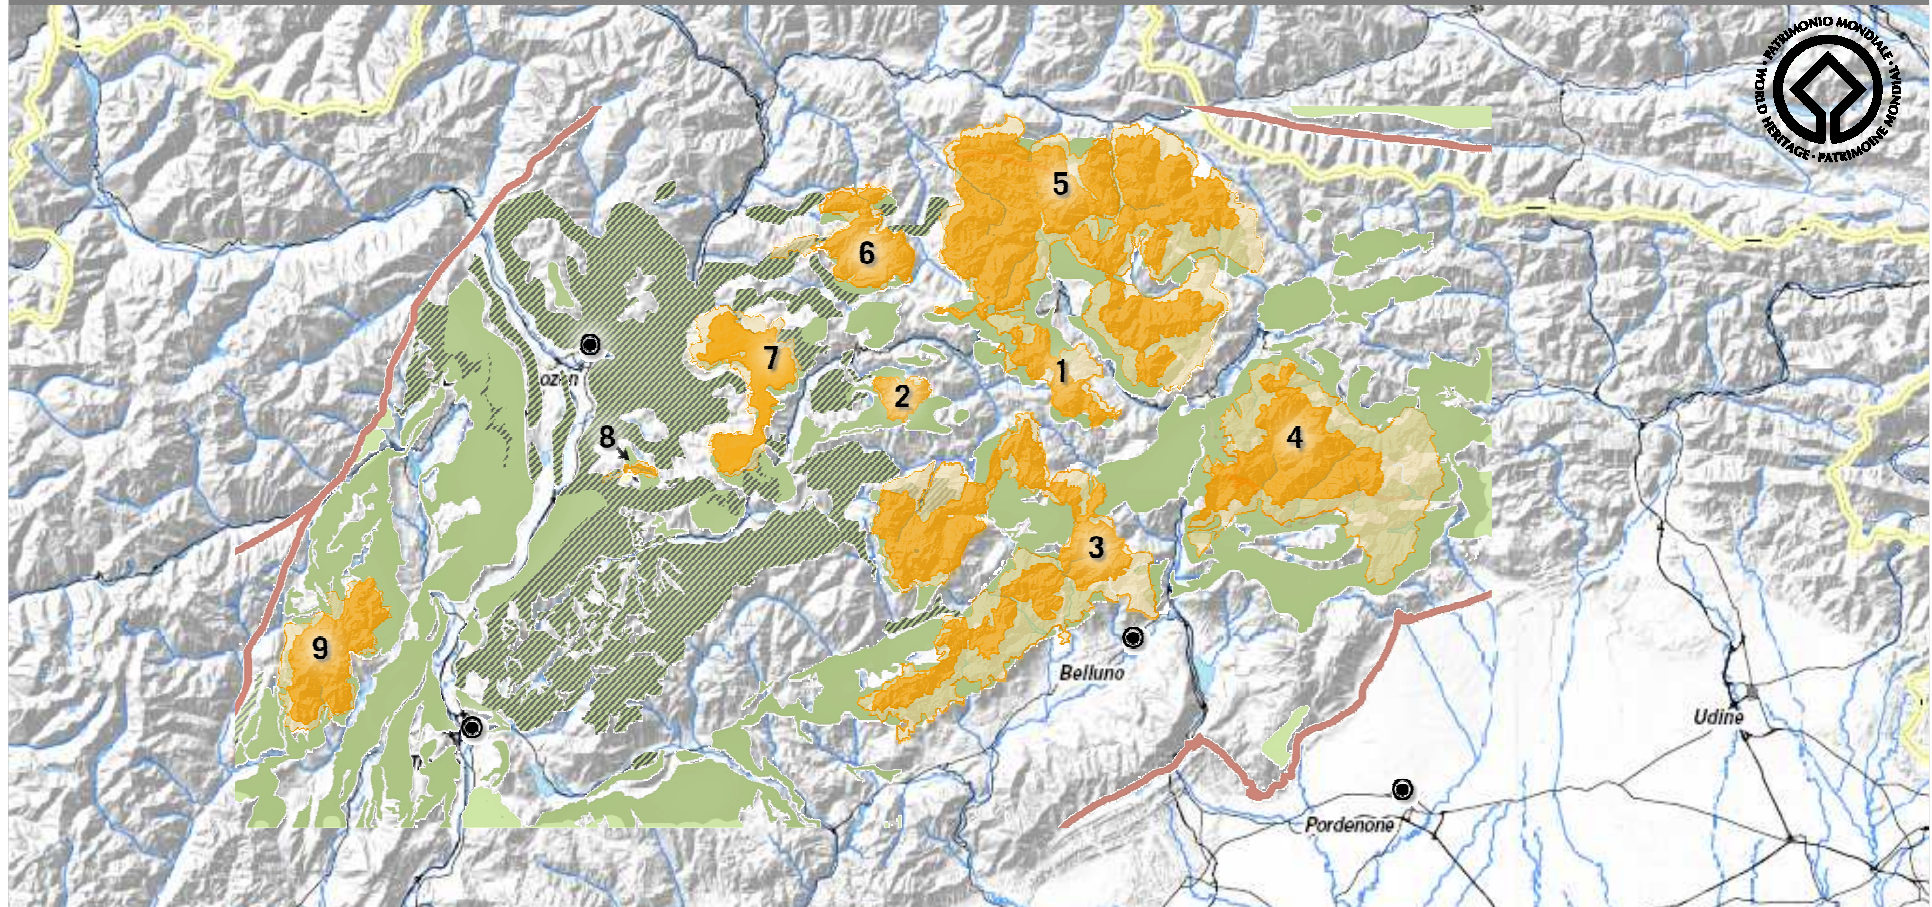 PATRIMONIO MONDIALE • WORLD HERITAGE • PATRIMOINE MONDIAL •
5
6
7
1
2
8
4
3
9
Belluno
Udine
Pordenone